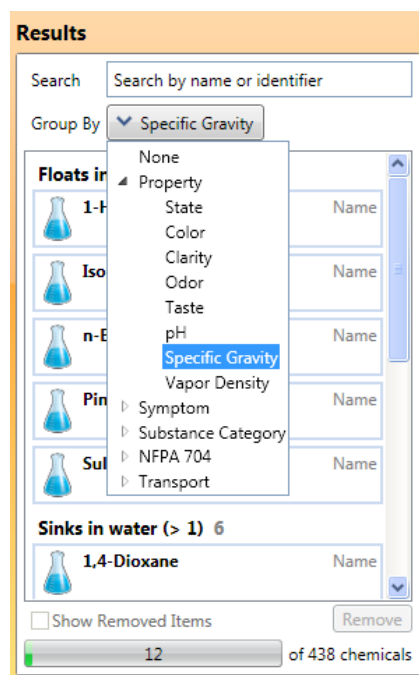 Results
Search Search by name or identifier
Group By Specific Gravity
None
Floats in
Property
1-H Name
State
Color
Clarity
Iso Name
Odor
Taste
n-E Name
pH
Specific Gravity
Vapor Density
Pin Name
Symptom
Substance Category
NFPA 704
Sul Name
Transport
Sinks in water (> 1) 6
1,4-Dioxane Name
Show Removed Items Remove
12 of 438 chemicals